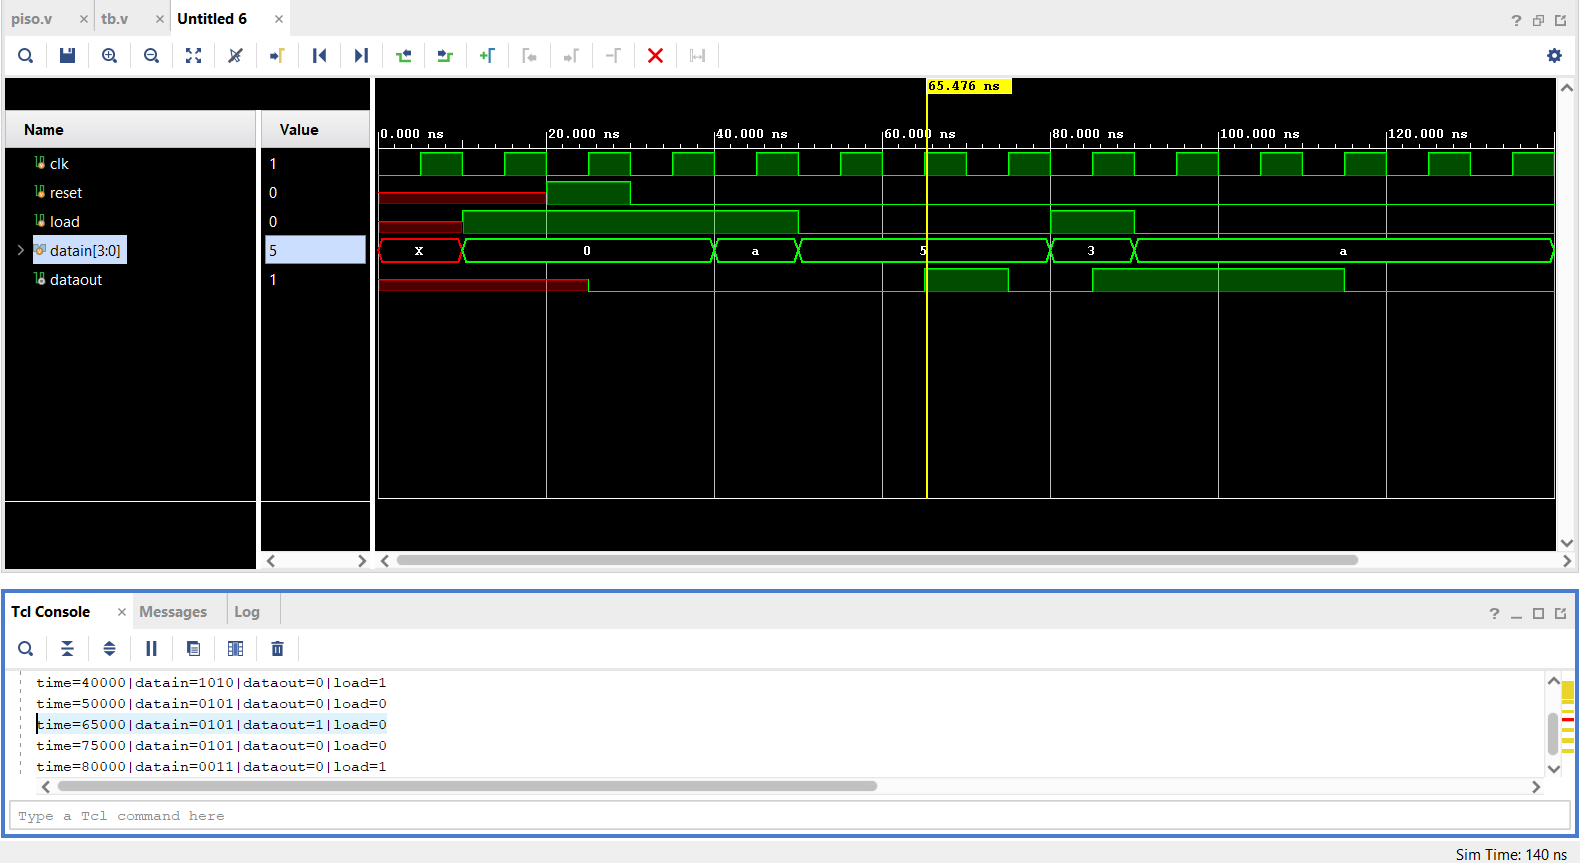 piso.v × tb.v × Untitled 6 ×
?
65.476 ns
Name Value
0.000 ns 20.000 ns 40.000 ns 60.000 ns 80.000 ns 100.000 ns 120.000 ns
clk 1
reset 0
load 0
datain[3:0] 5 X 0 a 5 3 a
dataout 1
Tcl Console × Messages Log
?
time=40000|datain=1010|dataout=0|load=1
time=50000|datain=0101|dataout=0|load=0
time=65000|datain=0101|dataout=1|load=0
time=75000|datain=0101|dataout=0|load=0
time=80000|datain=0011|dataout=0|load=1
Type a Tcl command here
Sim Time: 140 ns